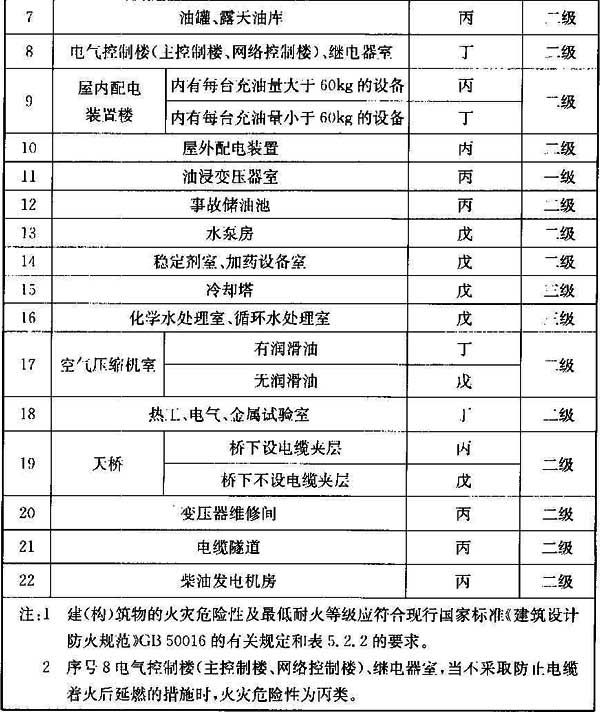 7 油罐、露天油库 丙 二级
8 电气控制楼(主控制楼、网络控制楼)、继电器室 丁 二级
9 屋内配电装置楼 内有每台充油量大于60kg的设备 丙 二级
内有每台充油量小于60kg的设备 丁
10 屋外配电装置 丙 二级
11 油浸变压器室 丙 一级
12 事故储油池 丙 二级
13 水泵房 戊 二级
14 稳定剂室、加药设备室 戊 二级
15 冷却塔 戊 三级
16 化学水处理室、循环水处理室 戊 三级
17 空气压缩机室 有润滑油 丁 二级
无润滑油 戊
18 热工、电气、金属试验室 丁 二级
19 天桥 桥下设电缆夹层 丙 二级
桥下不设电缆夹层 戊
20 变压器维修间 丙 二级
21 电缆隧道 丙 二级
22 柴油发电机房 丙 二级
注:1 建(构)筑物的火灾危险性及最低耐火等级应符合现行国家标准《建筑设计
防火规范》GB 50016的有关规定和表5.2.2的要求。
2 序号8电气控制楼(主控制楼、网络控制楼)、继电器室,当不采取防止电缆
着火后延燃的措施时,火灾危险性为丙类。